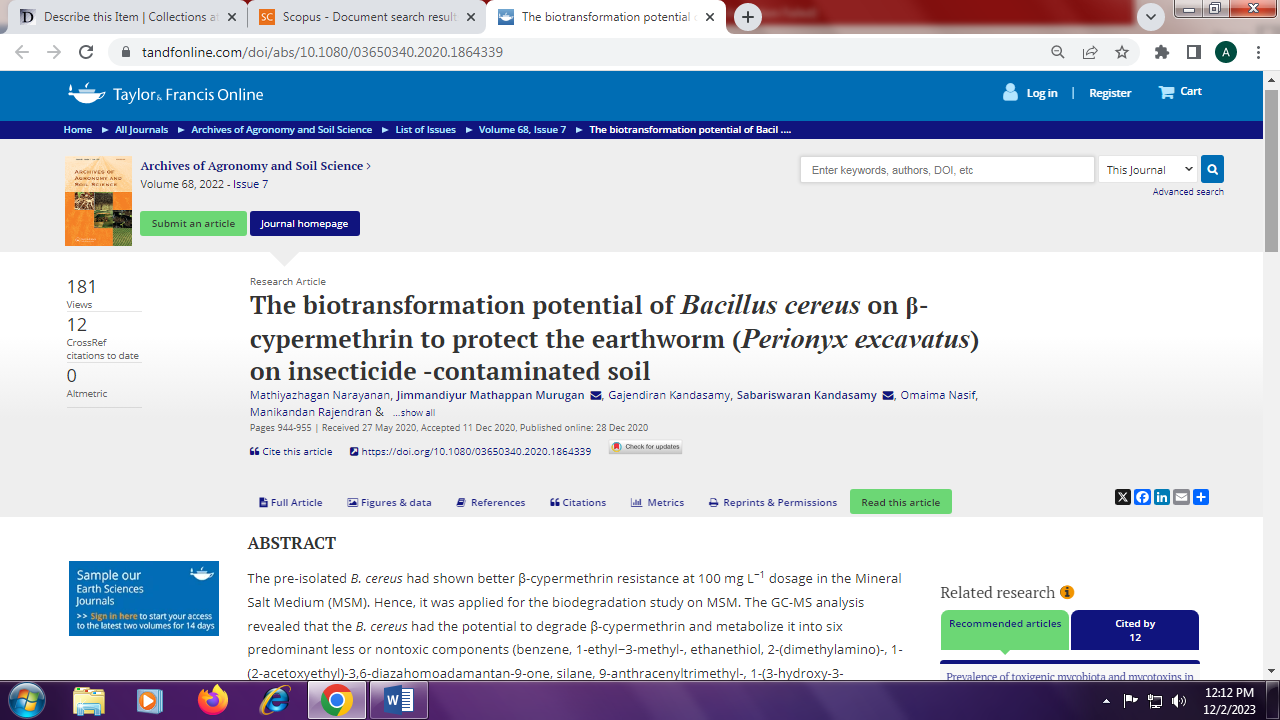 Describe this Item | Collections at
Scopus - Document search result
The biotransformation potential
tandfonline.com/doi/abs/10.1080/03650340.2020.1864339
A
Taylor & Francis Online
Log in | Register
Cart
Home ▶ All Journals ▶ Archives of Agronomy and Soil Science ▶ List of Issues ▶ Volume 68, Issue 7 ▶ The biotransformation potential of Bacil ....
ARCHIVES OF AGRONOMY AND SOIL SCIENCE
Archives of Agronomy and Soil Science >
Volume 68, 2022 - Issue 7
Enter keywords, authors, DOI, etc
This Journal
Advanced search
Submit an article
Journal homepage
181
Views
12
CrossRef
citations to date
0
Altmetric
Research Article
The biotransformation potential of Bacillus cereus on β-
cypermethrin to protect the earthworm (Perionyx excavatus)
on insecticide -contaminated soil
Mathiyazhagan Narayanan, Jimmandiyur Mathappan Murugan, Gajendiran Kandasamy, Sabariswaran Kandasamy, Omaima Nasif,
Manikandan Rajendran & ...show all
Pages 944-955 | Received 27 May 2020, Accepted 11 Dec 2020, Published online: 28 Dec 2020
Cite this article
https://doi.org/10.1080/03650340.2020.1864339
Check for updates
Full Article
Figures & data
References
Citations
Metrics
Reprints & Permissions
Read this article
ABSTRACT
The pre-isolated B. cereus had shown better β-cypermethrin resistance at 100 mg L−1 dosage in the Mineral
Salt Medium (MSM). Hence, it was applied for the biodegradation study on MSM. The GC-MS analysis
revealed that the B. cereus had the potential to degrade β-cypermethrin and metabolize it into six
predominant less or nontoxic components (benzene, 1-ethyl−3-methyl-, ethanethiol, 2-(dimethylamino)-, 1-
(2-acetoxyethyl)-3,6-diazahomoadamantan-9-one, silane, 9-anthracenyltrimethyl-, 1-(3-hydroxy-3-
Sample our
Earth Sciences
Journals
>> Sign in here to start your access
to the latest two volumes for 14 days
Related research
Recommended articles
Cited by
12
Prevalence of toxigenic mycobiota and mycotoxins in
12:12 PM
12/2/2023